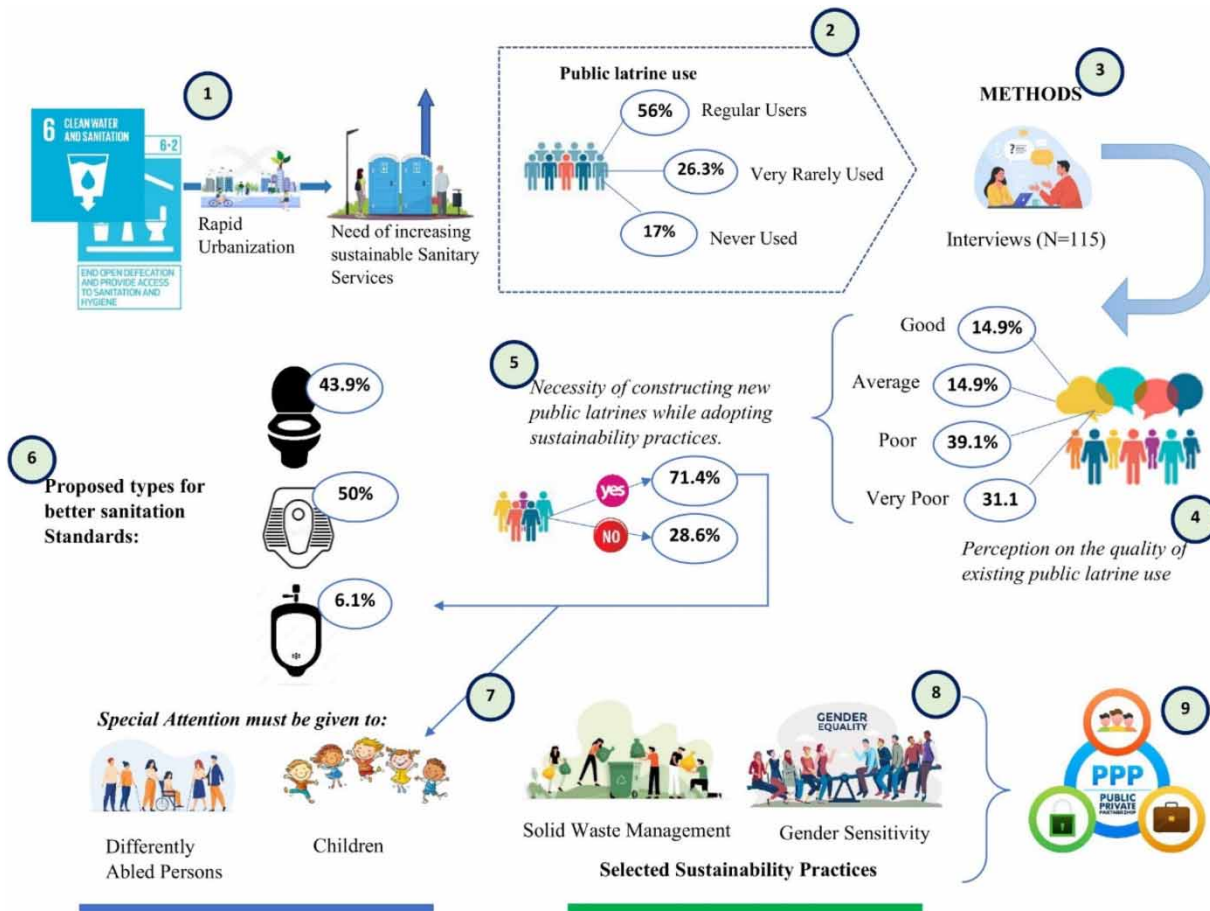 1
6 CLEAN WATER
AND SANITATION
6·2
END OPEN DEFECATION
AND PROVIDE ACCESS
TO SANITATION AND
HYGIENE
Rapid
Urbanization
Need of increasing
sustainable Sanitary
Services
2
Public latrine use
56% Regular Users
26.3% Very Rarely Used
17% Never Used
3
METHODS
?
Interviews (N=115)
Good 14.9%
Average 14.9%
Poor 39.1%
Very Poor 31.1
4
Perception on the quality of
existing public latrine use
5
Necessity of constructing new
public latrines while adopting
sustainability practices.
yes 71.4%
NO 28.6%
6
Proposed types for
better sanitation
Standards:
43.9%
50%
6.1%
7
Special Attention must be given to:
Differently
Abled Persons
Children
8
GENDER
EQUALITY
Solid Waste Management
Gender Sensitivity
Selected Sustainability Practices
9
PPP
PUBLIC
PRIVATE
PARTNERSHIP